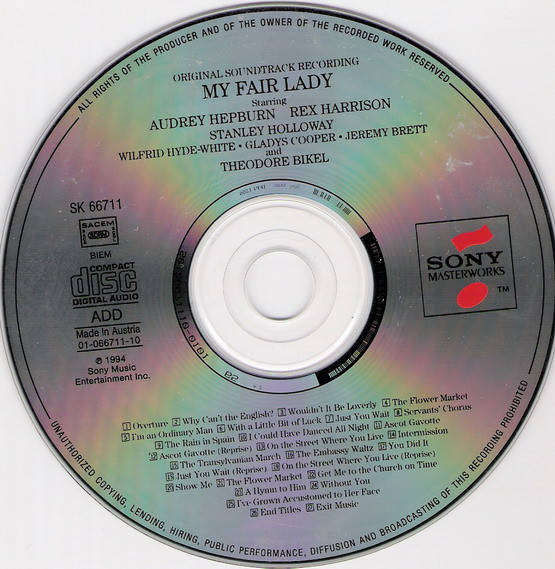 ALL RIGHTS OF THE PRODUCER AND OF THE OWNER OF THE RECORDED WORK RESERVED
ORIGINAL SOUNDTRACK RECORDING
MY FAIR LADY
Starring
AUDREY HEPBURN REX HARRISON
STANLEY HOLLOWAY
WILFRID HYDE-WHITE • GLADYS COOPER • JEREMY BRETT
and
THEODORE BIKEL
SK 66711
SACEM
BIEM
COMPACT
disc
DIGITAL AUDIO
ADD
Made in Austria
01-066711-10
℗ 1994
Sony Music
Entertainment Inc.
SONY
MASTERWORKS
TM
1 Overture 2 Why Can't the English? 3 Wouldn't It Be Loverly 4 The Flower Market
5 I'm an Ordinary Man 6 With a Little Bit of Luck 7 Just You Wait 8 Servants' Chorus
9 The Rain in Spain 10 I Could Have Danced All Night 11 Ascot Gavotte
12 Ascot Gavotte (Reprise) 13 On the Street Where You Live 14 Intermission
15 The Transylvanian March 16 The Embassy Waltz 17 You Did It
18 Just You Wait (Reprise) 19 On the Street Where You Live (Reprise)
20 Show Me 21 The Flower Market 22 Get Me to the Church on Time
23 A Hymn to Him 24 Without You
25 I've Grown Accustomed to Her Face
26 End Titles 27 Exit Music
UNAUTHORIZED COPYING, LENDING, HIRING, PUBLIC PERFORMANCE, DIFFUSION AND BROADCASTING OF THIS RECORDING PROHIBITED